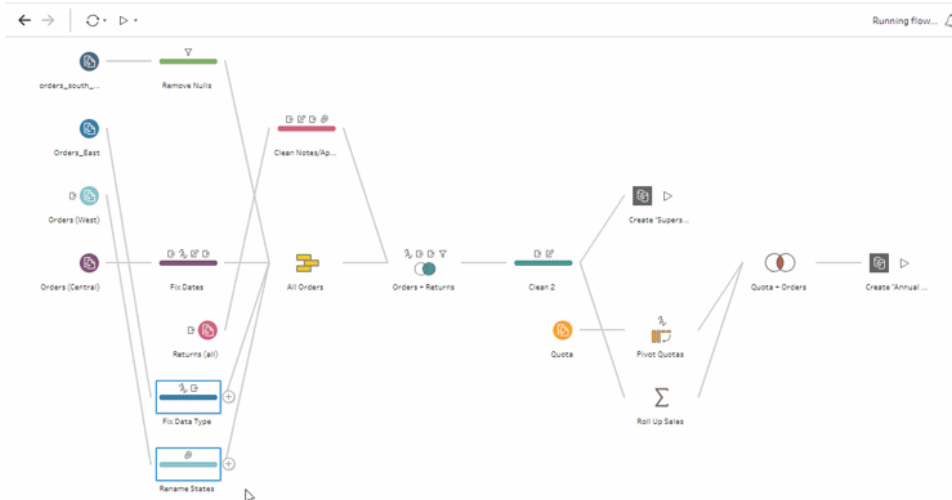 Running flow...
orders_south_...
Remove Nulls
Orders_East
Clean Notes/Ap...
Orders (West)
Create 'Supers...
Orders (Central)
Fix Dates
All Orders
Orders + Returns
Clean 2
Quota + Orders
Create 'Annual ...
Returns (all)
Quota
Pivot Quotas
Fix Data Type
Roll Up Sales
Rename States